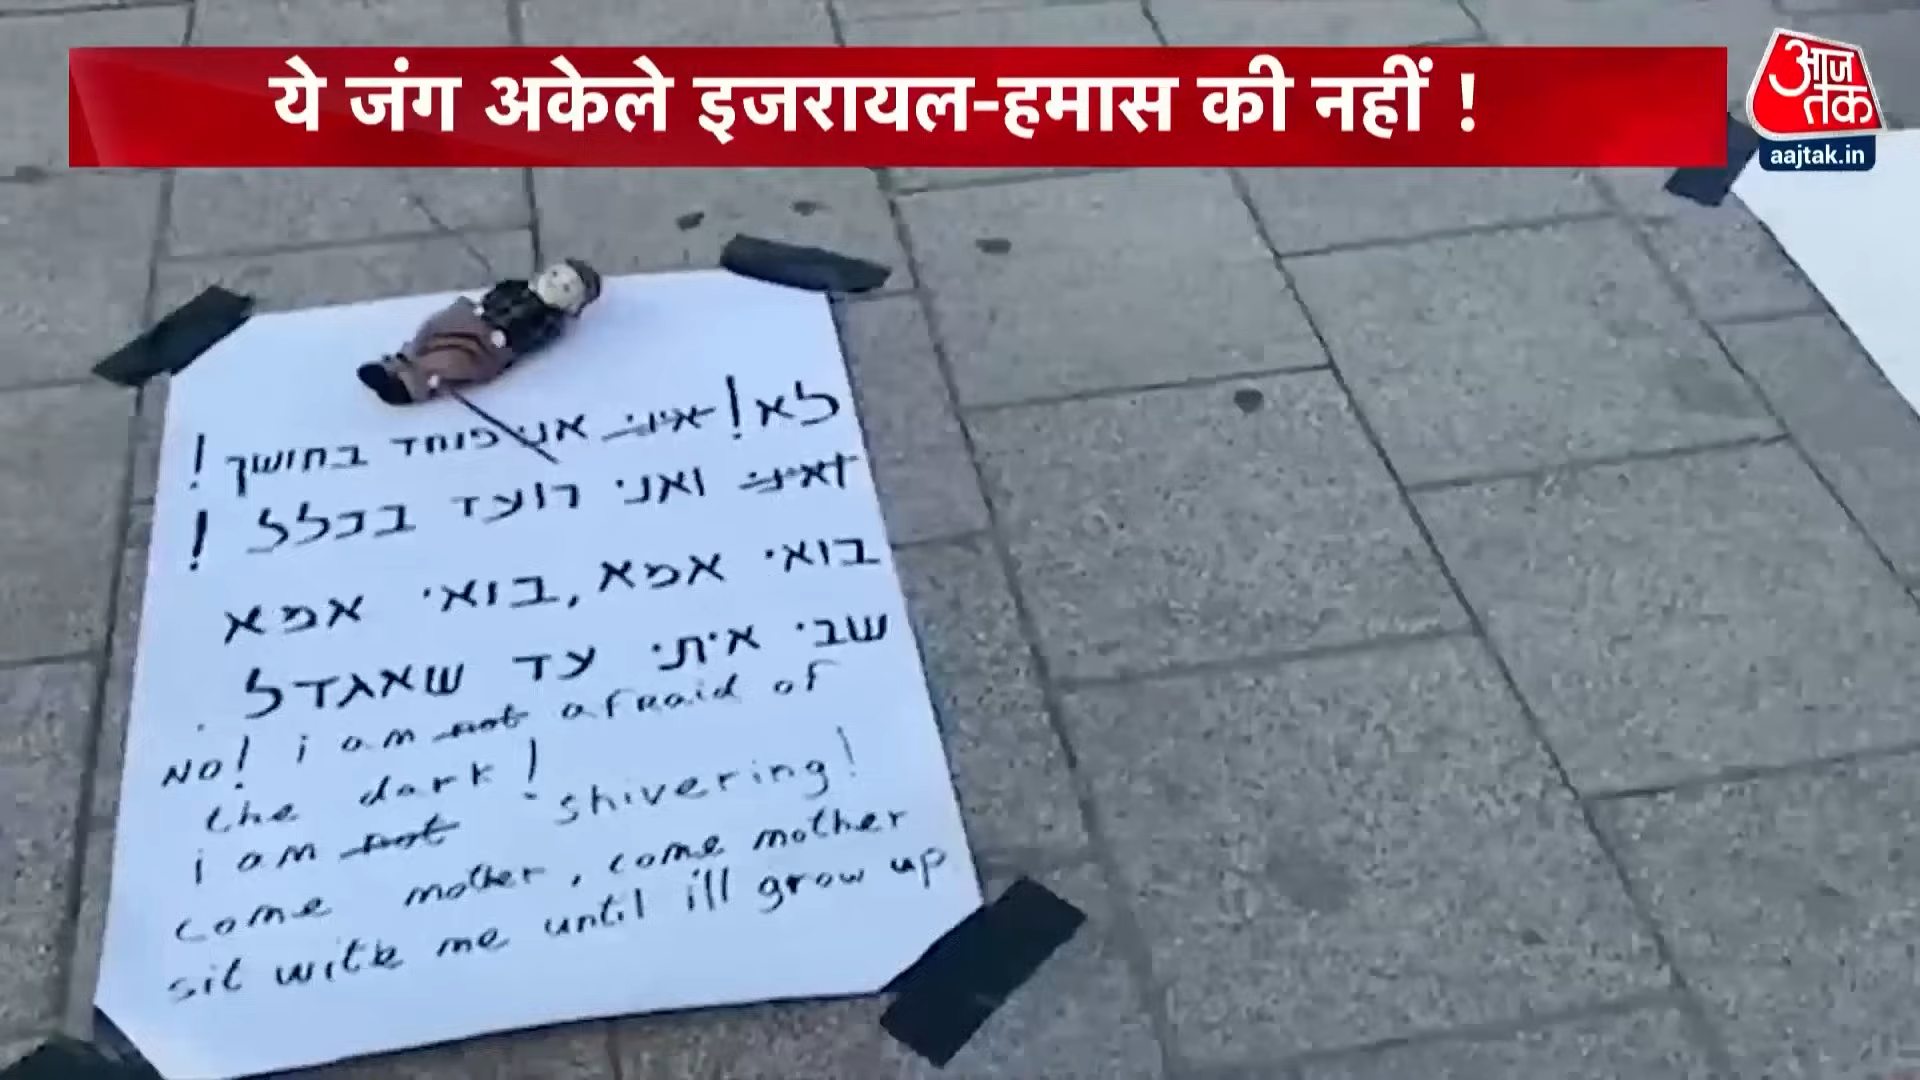 ये जंग अकेले इजरायल-हमास की नहीं !
आज
तक
aajtak.in
לא! אינני אני פוחד בחושך!
ואינני ואני רועד בכלל!
בואי אמא, בואי אמא
שבי איתי עד שאגדל.
No! i am not afraid of
the dark!
i am not shivering!
come mother, come mother
sit with me until ill grow up